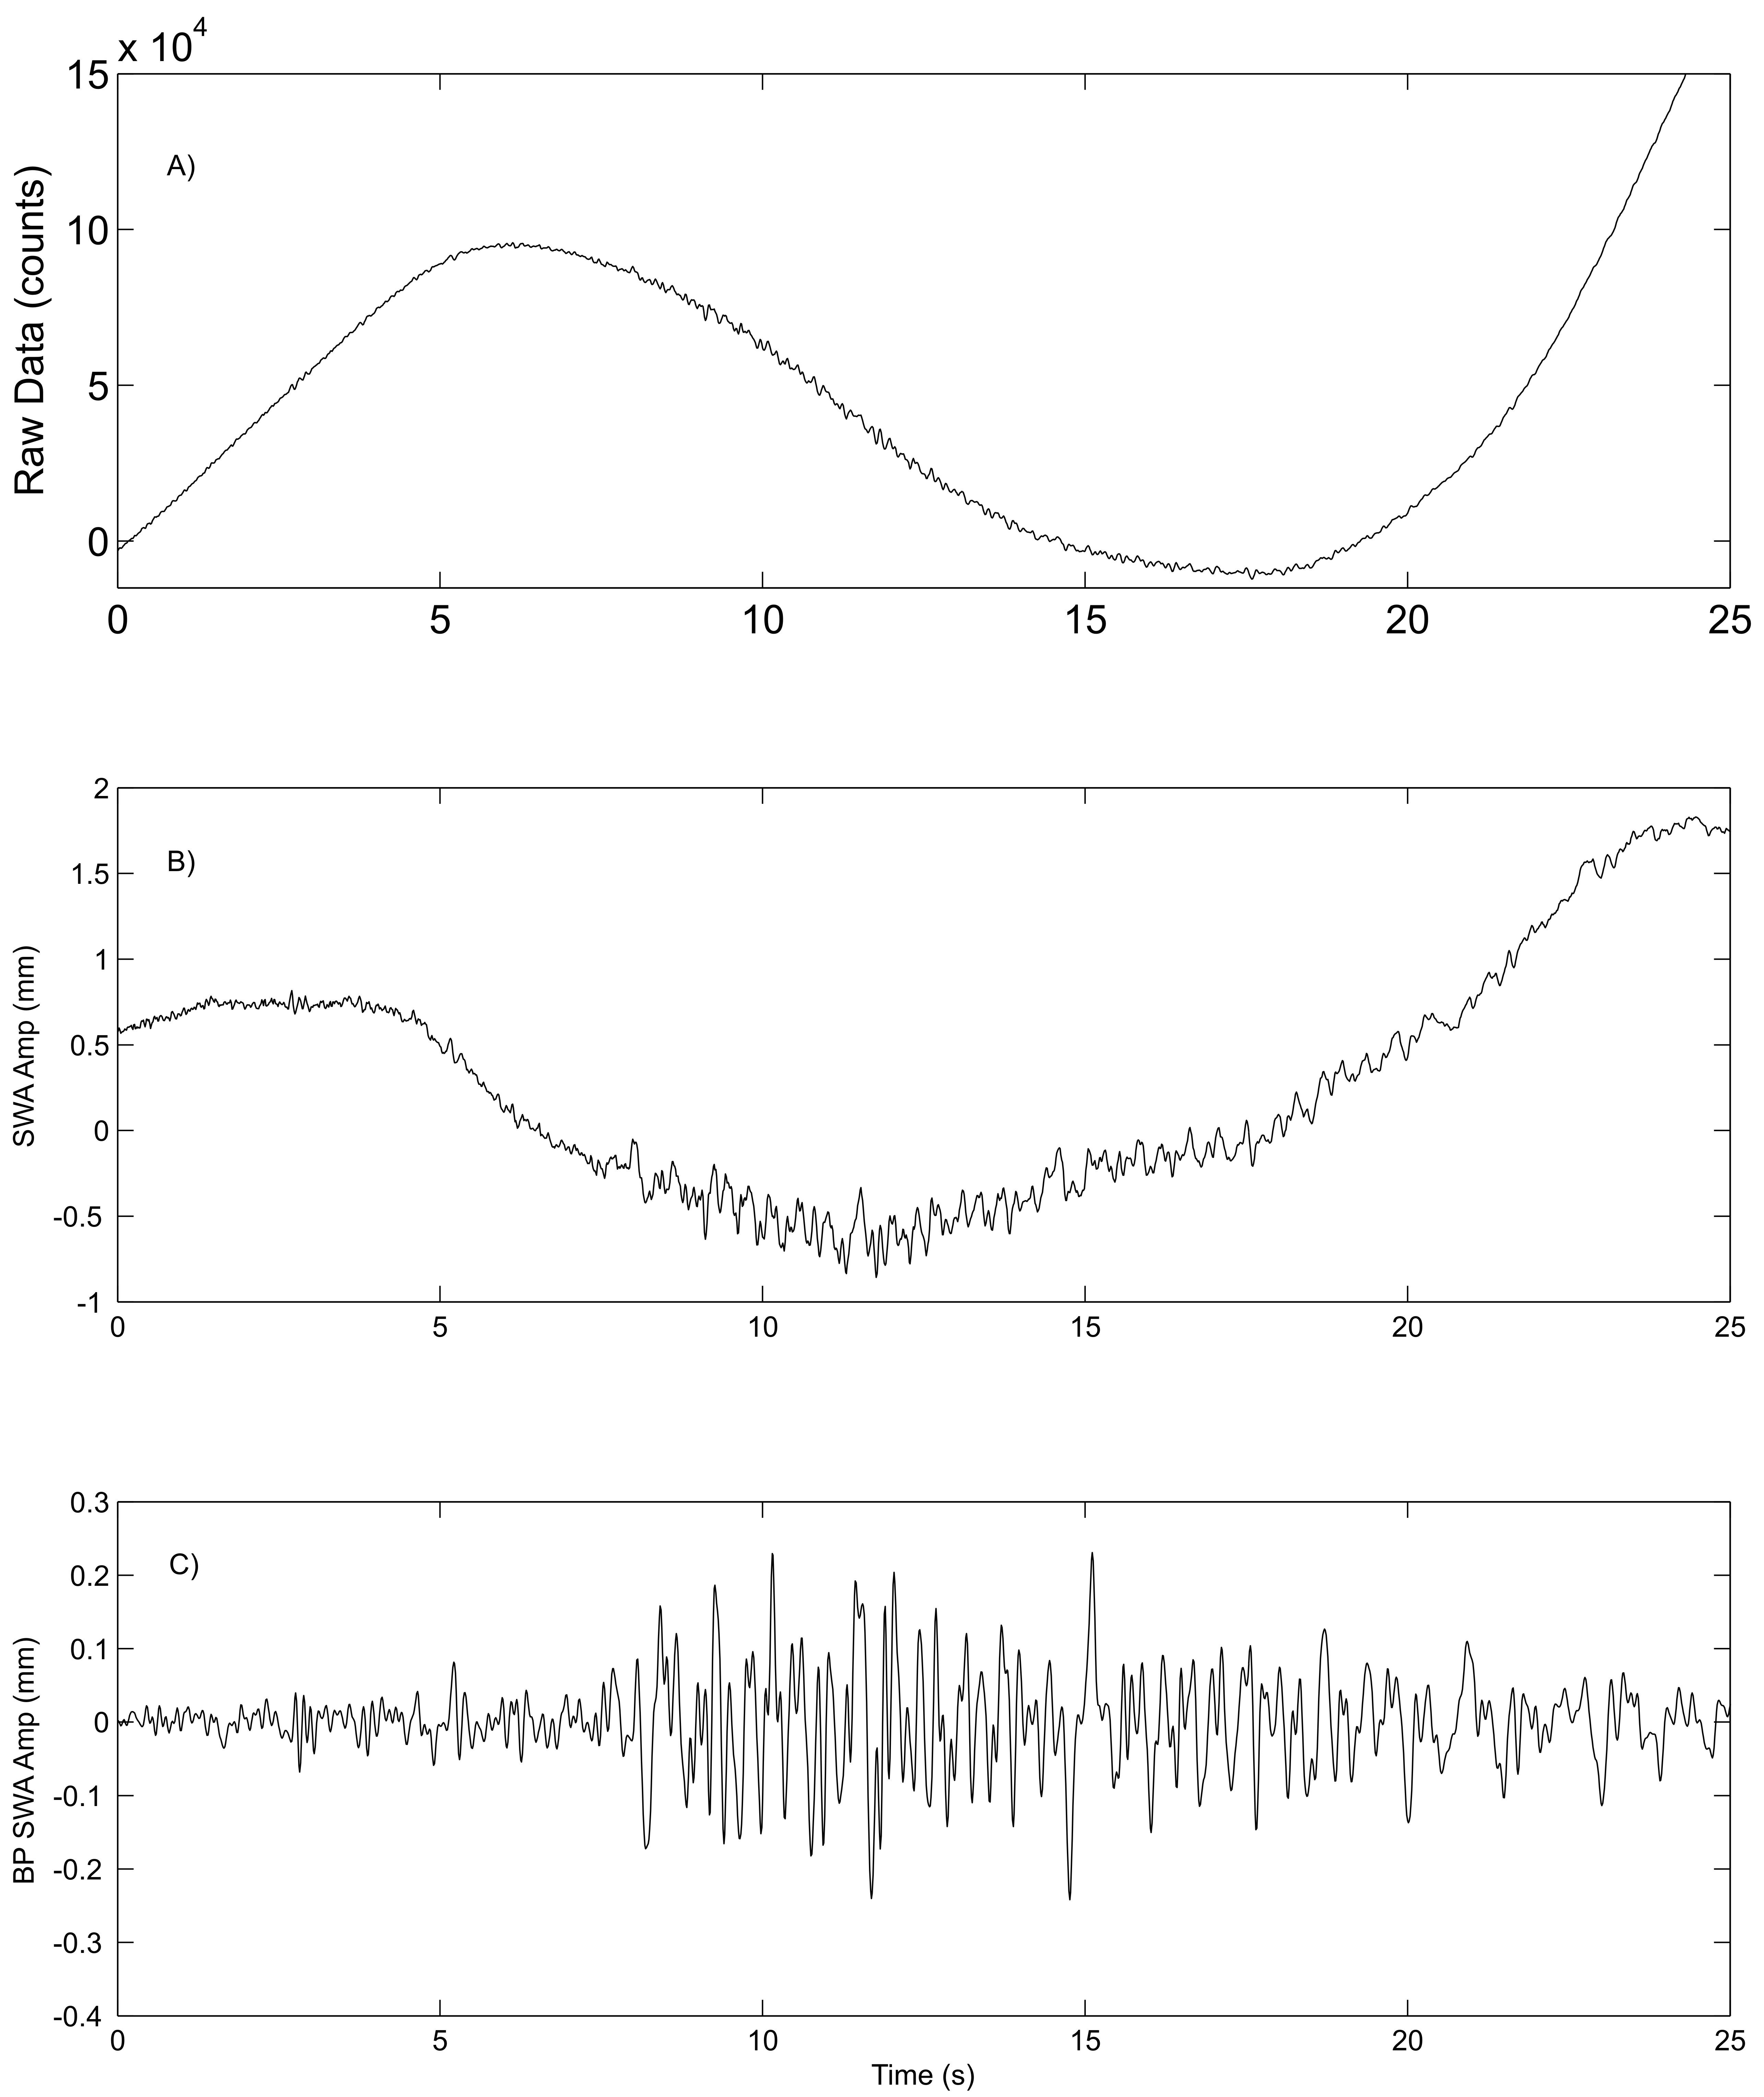 x 10^4
15
10
5
0
Raw Data (counts)
A)
0 5 10 15 20 25
2
1.5
1
0.5
0
-0.5
-1
SWA Amp (mm)
B)
0 5 10 15 20 25
0.3
0.2
0.1
0
-0.1
-0.2
-0.3
-0.4
BP SWA Amp (mm)
C)
0 5 10 15 20 25
Time (s)